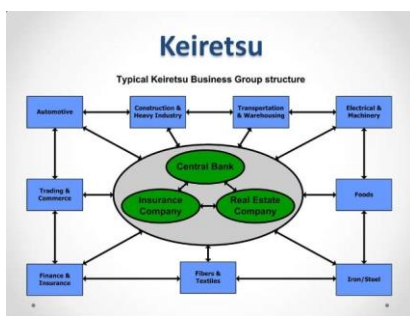 Keiretsu
Typical Keiretsu Business Group structure
Automotive
Construction &
Heavy Industry
Transportation
& Warehousing
Electrical &
Machinery
Central Bank
Trading &
Commerce
Insurance
Company
Real Estate
Company
Foods
Finance &
Insurance
Fibers &
Textiles
Iron/Steel